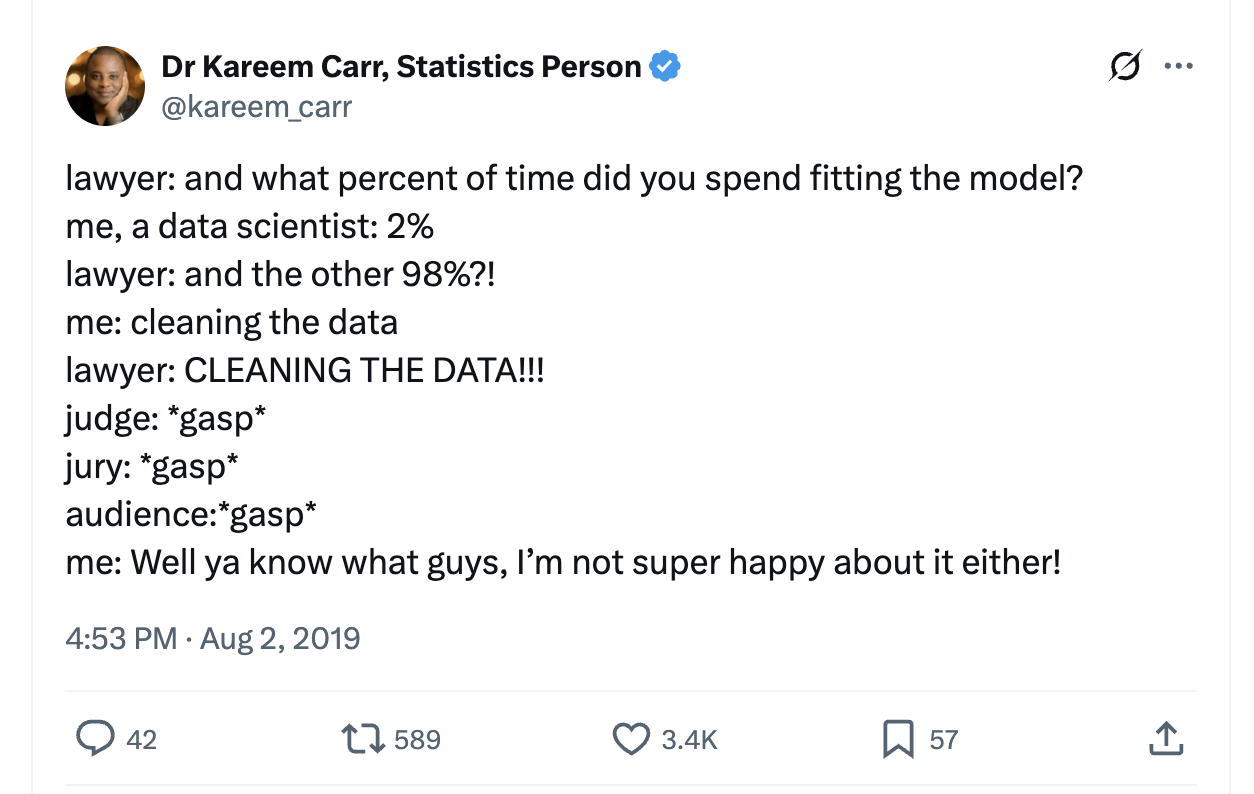 Dr Kareem Carr, Statistics Person
@kareem_carr
lawyer: and what percent of time did you spend fitting the model?
me, a data scientist: 2%
lawyer: and the other 98%?!
me: cleaning the data
lawyer: CLEANING THE DATA!!!
judge: *gasp*
jury: *gasp*
audience:*gasp*
me: Well ya know what guys, I’m not super happy about it either!
4:53 PM · Aug 2, 2019
42 589 3.4K 57